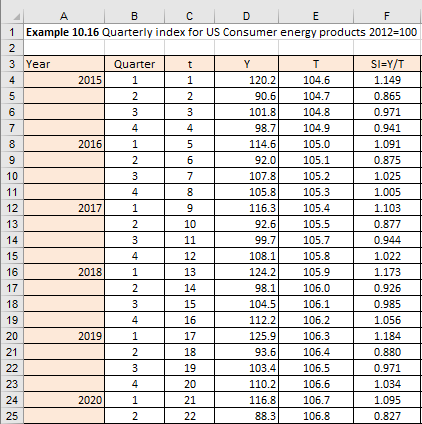 A B C D E F
1 Example 10.16 Quarterly index for US Consumer energy products 2012=100
2
3 Year Quarter t Y T SI=Y/T
4 2015 1 1 120.2 104.6 1.149
5 2 2 90.6 104.7 0.865
6 3 3 101.8 104.8 0.971
7 4 4 98.7 104.9 0.941
8 2016 1 5 114.6 105.0 1.091
9 2 6 92.0 105.1 0.875
10 3 7 107.8 105.2 1.025
11 4 8 105.8 105.3 1.005
12 2017 1 9 116.3 105.4 1.103
13 2 10 92.6 105.5 0.877
14 3 11 99.7 105.7 0.944
15 4 12 108.1 105.8 1.022
16 2018 1 13 124.2 105.9 1.173
17 2 14 98.1 106.0 0.926
18 3 15 104.5 106.1 0.985
19 4 16 112.2 106.2 1.056
20 2019 1 17 125.9 106.3 1.184
21 2 18 93.6 106.4 0.880
22 3 19 103.4 106.5 0.971
23 4 20 110.2 106.6 1.034
24 2020 1 21 116.8 106.7 1.095
25 2 22 88.3 106.8 0.827